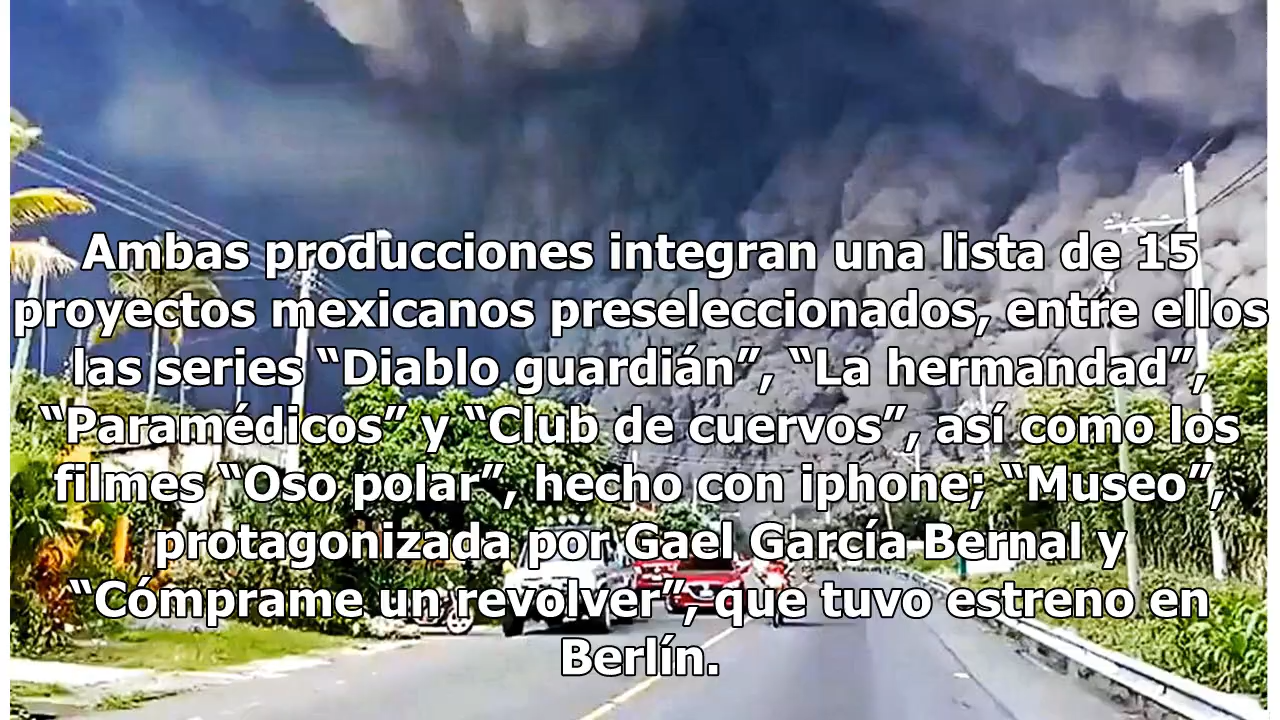 Ambas producciones integran una lista de 15
proyectos mexicanos preseleccionados, entre ellos
las series “Diablo guardián”, “La hermandad”,
“Paramédicos” y “Club de cuervos”, así como los
filmes “Oso polar”, hecho con iphone; “Museo”,
protagonizada por Gael García Bernal y
“Cómprame un revolver”, que tuvo estreno en
Berlín.